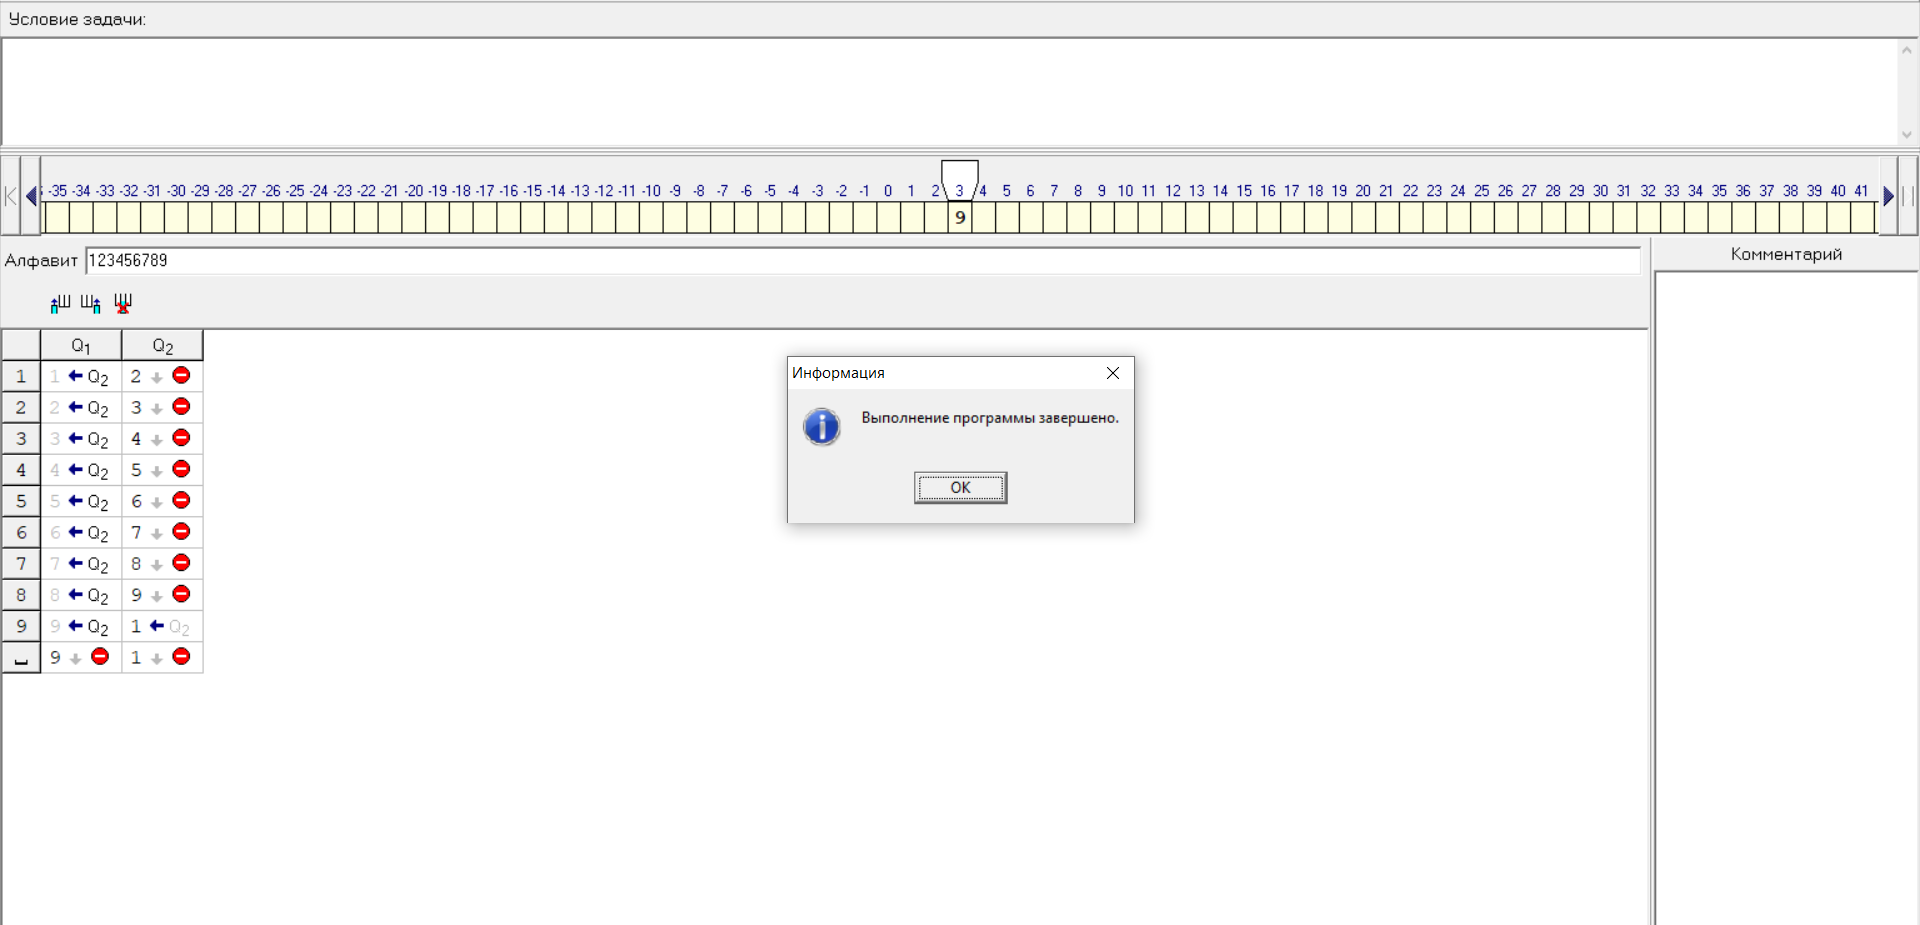 Условие задачи:
-35 -34 -33 -32 -31 -30 -29 -28 -27 -26 -25 -24 -23 -22 -21 -20 -19 -18 -17 -16 -15 -14 -13 -12 -11 -10 -9 -8 -7 -6 -5 -4 -3 -2 -1 0 1 2 3 4 5 6 7 8 9 10 11 12 13 14 15 16 17 18 19 20 21 22 23 24 25 26 27 28 29 30 31 32 33 34 35 36 37 38 39 40 41
9
Алфавит 123456789
Комментарий
Q1 Q2
1 1 Q2 2
2 2 Q2 3
3 3 Q2 4
4 4 Q2 5
5 5 Q2 6
6 6 Q2 7
7 7 Q2 8
8 8 Q2 9
9 9 Q2 1 Q2
9 1
Информация
Выполнение программы завершено.
OK